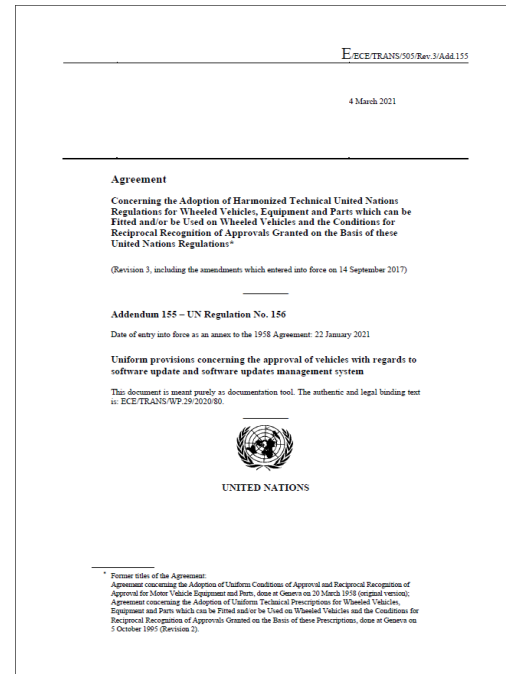 E/ECE/TRANS/505/Rev.3/Add.155
4 March 2021
Agreement
Concerning the Adoption of Harmonized Technical United Nations
Regulations for Wheeled Vehicles, Equipment and Parts which can be
Fitted and/or be Used on Wheeled Vehicles and the Conditions for
Reciprocal Recognition of Approvals Granted on the Basis of these
United Nations Regulations*
(Revision 3, including the amendments which entered into force on 14 September 2017)
Addendum 155 – UN Regulation No. 156
Date of entry into force as an annex to the 1958 Agreement: 22 January 2021
Uniform provisions concerning the approval of vehicles with regards to
software update and software updates management system
This document is meant purely as documentation tool. The authentic and legal binding text
is: ECE/TRANS/WP.29/2020/80.
UNITED NATIONS
* Former titles of the Agreement:
Agreement concerning the Adoption of Uniform Conditions of Approval and Reciprocal Recognition of
Approval for Motor Vehicle Equipment and Parts, done at Geneva on 20 March 1958 (original version);
Agreement concerning the Adoption of Uniform Technical Prescriptions for Wheeled Vehicles,
Equipment and Parts which can be Fitted and/or be Used on Wheeled Vehicles and the Conditions for
Reciprocal Recognition of Approvals Granted on the Basis of these Prescriptions, done at Geneva on
5 October 1995 (Revision 2).